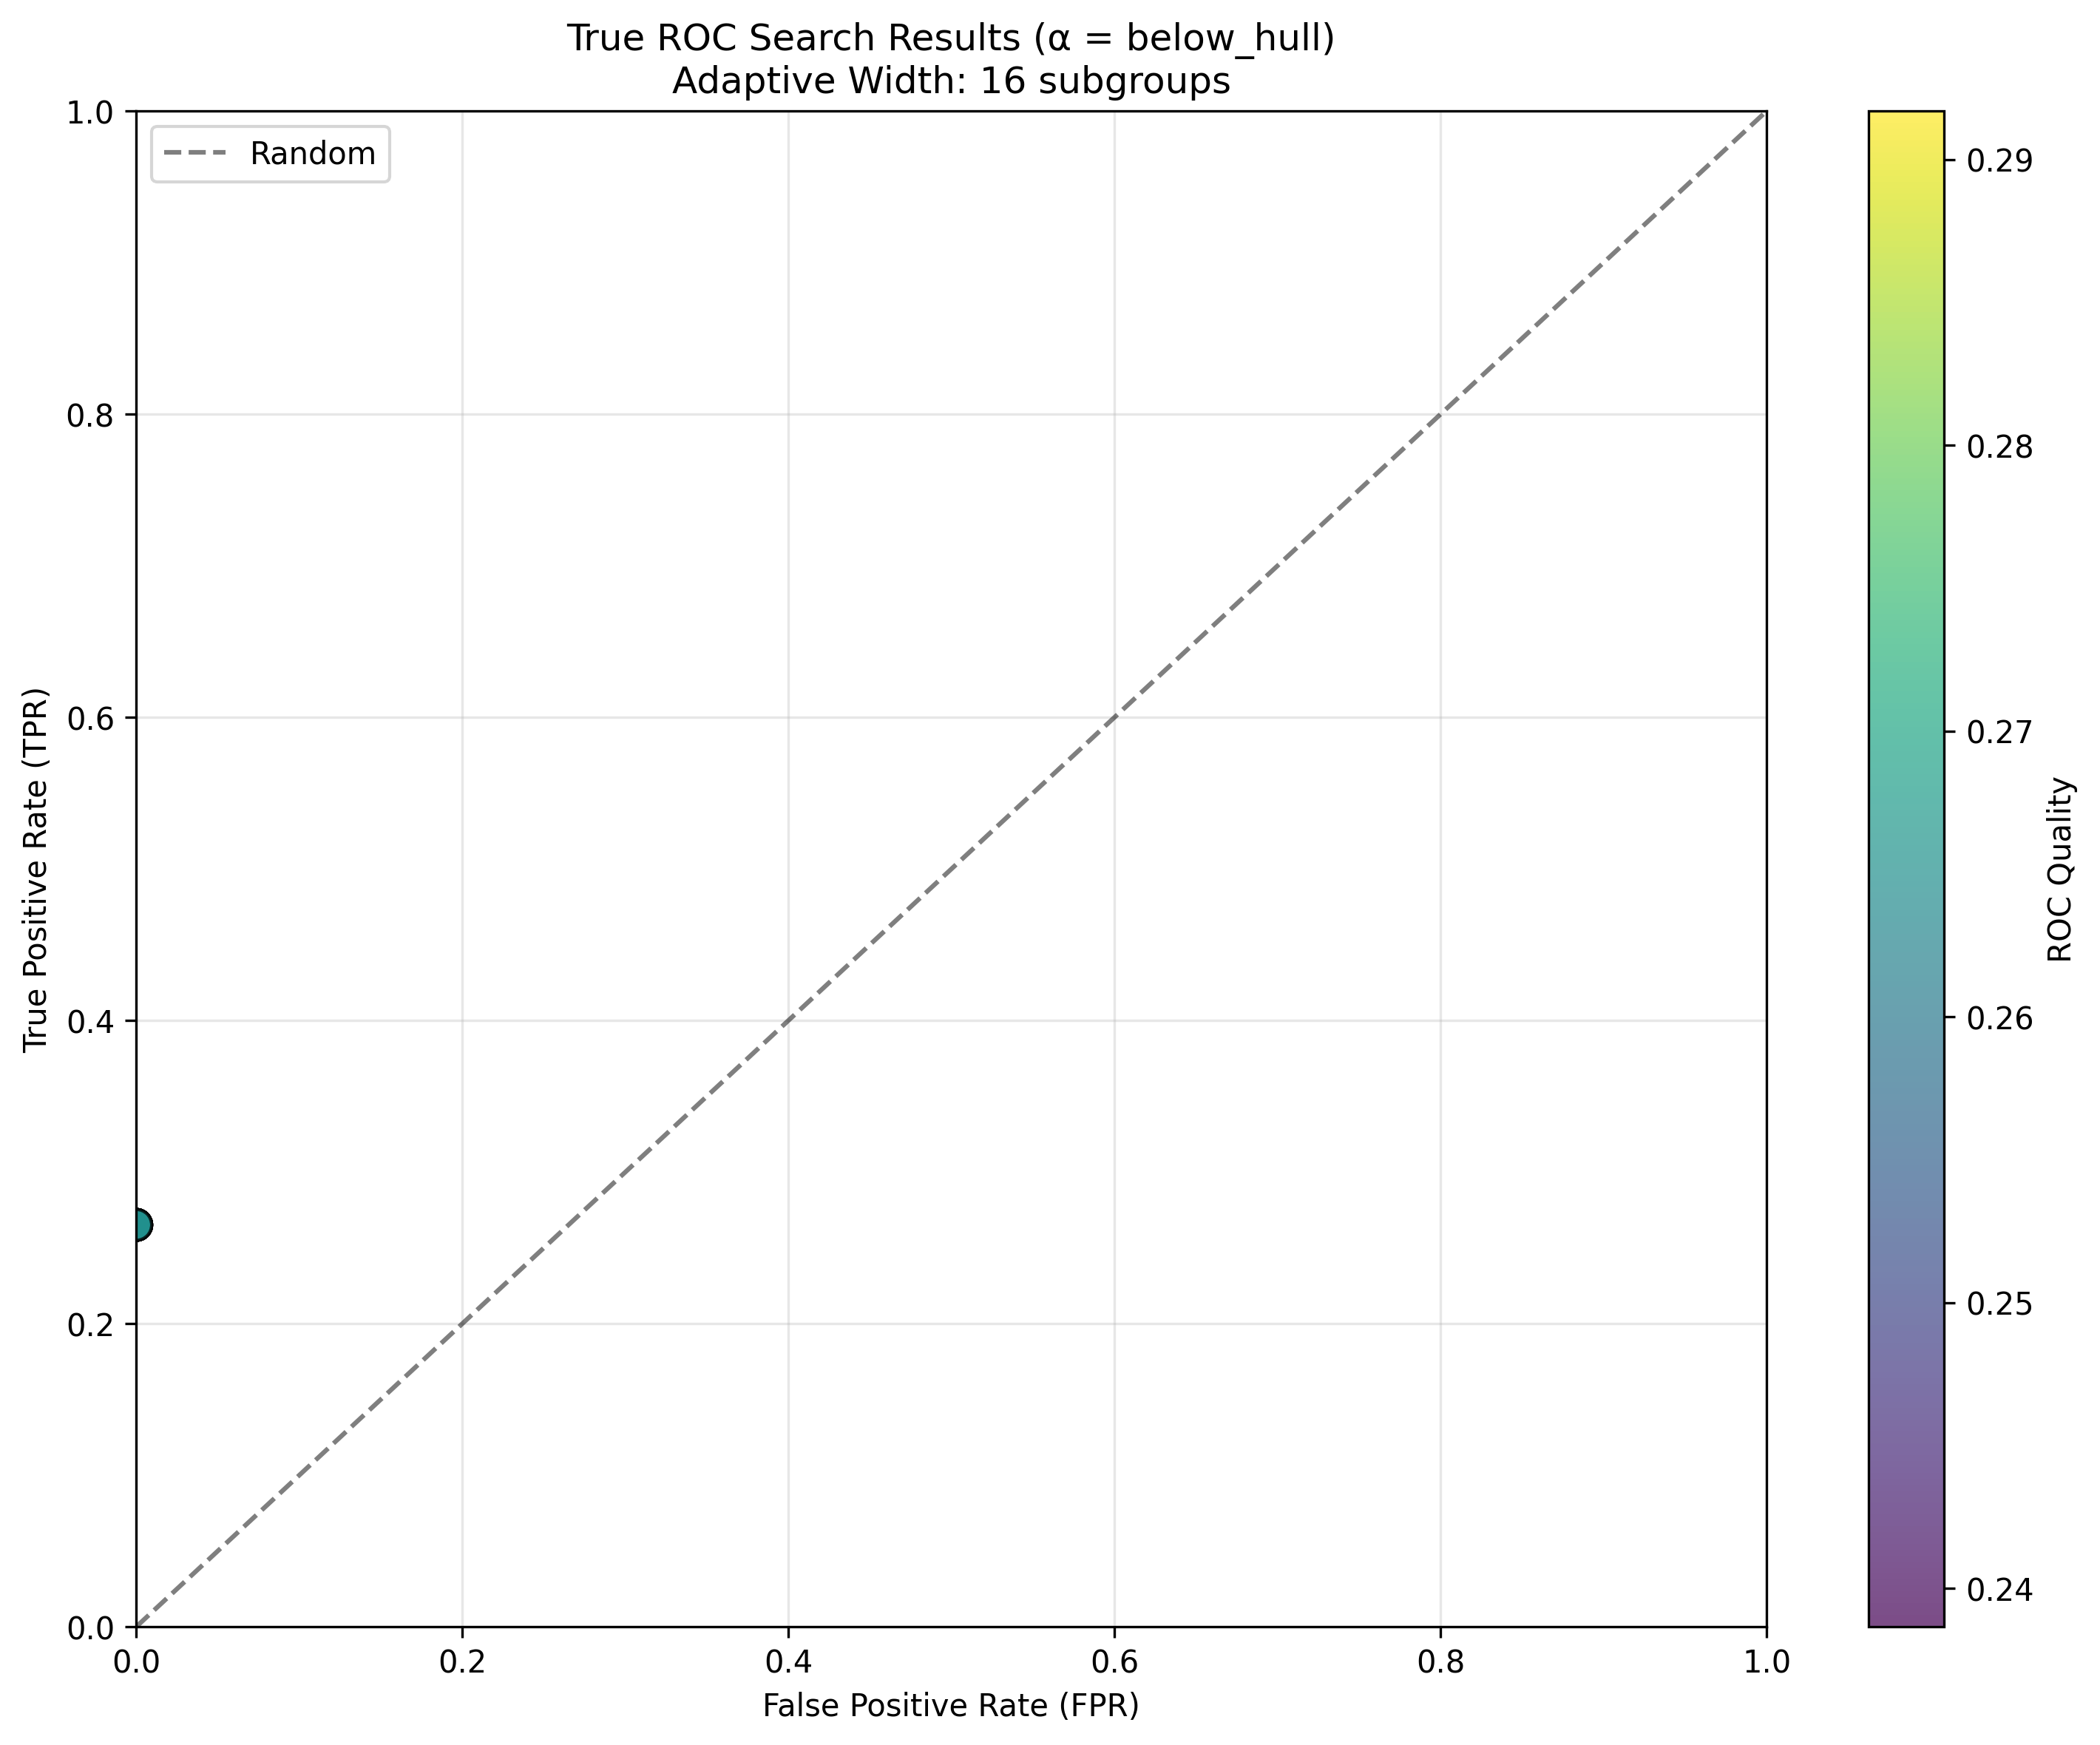 True ROC Search Results (α = below_hull)
Adaptive Width: 16 subgroups
Random
True Positive Rate (TPR)
1.0
0.8
0.6
0.4
0.2
0.0
0.0 0.2 0.4 0.6 0.8 1.0
False Positive Rate (FPR)
0.29
0.28
0.27
0.26
0.25
0.24
ROC Quality